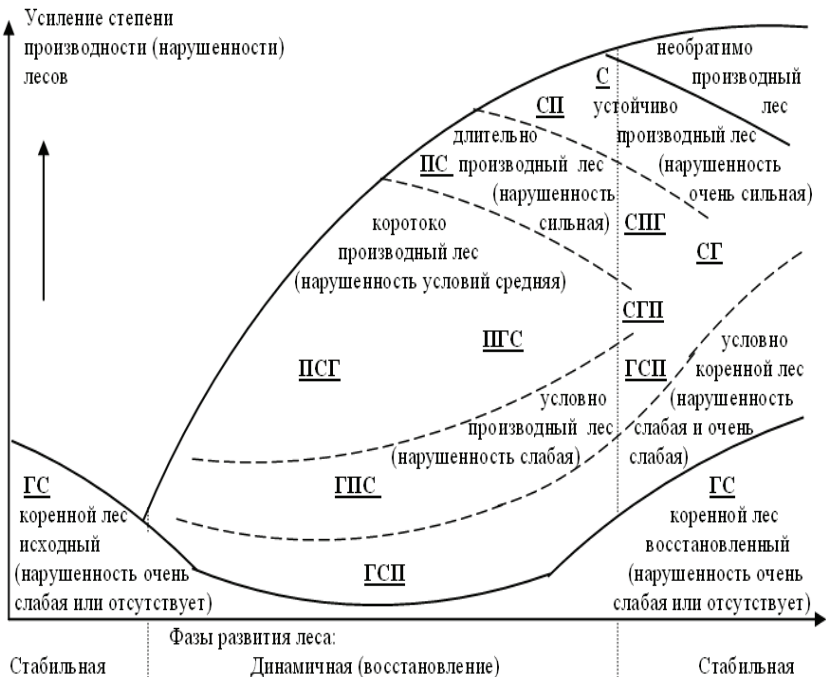 Усиление степени
производности (нарушенности)
лесов
необратимо
производный
лес
С
устойчиво
производный лес
(нарушенность
очень сильная)
СП
длительно
ПС производный лес
(нарушенность
сильная)
СПГ
СГ
коротоко
производный лес
(нарушенность условий средняя)
СГП
ПГС
ПСГ
ГСП
условно
коренной лес
(нарушенность
слабая и очень
слабая)
условно
производный лес
(нарушенность слабая)
ГПС
ГСП
ГС
коренной лес
исходный
(нарушенность очень
слабая или отсутствует)
ГС
коренной лес
восстановленный
(нарушенность очень
слабая или отсутствует)
Фазы развития леса:
Стабильная
Динамичная (восстановление)
Стабильная